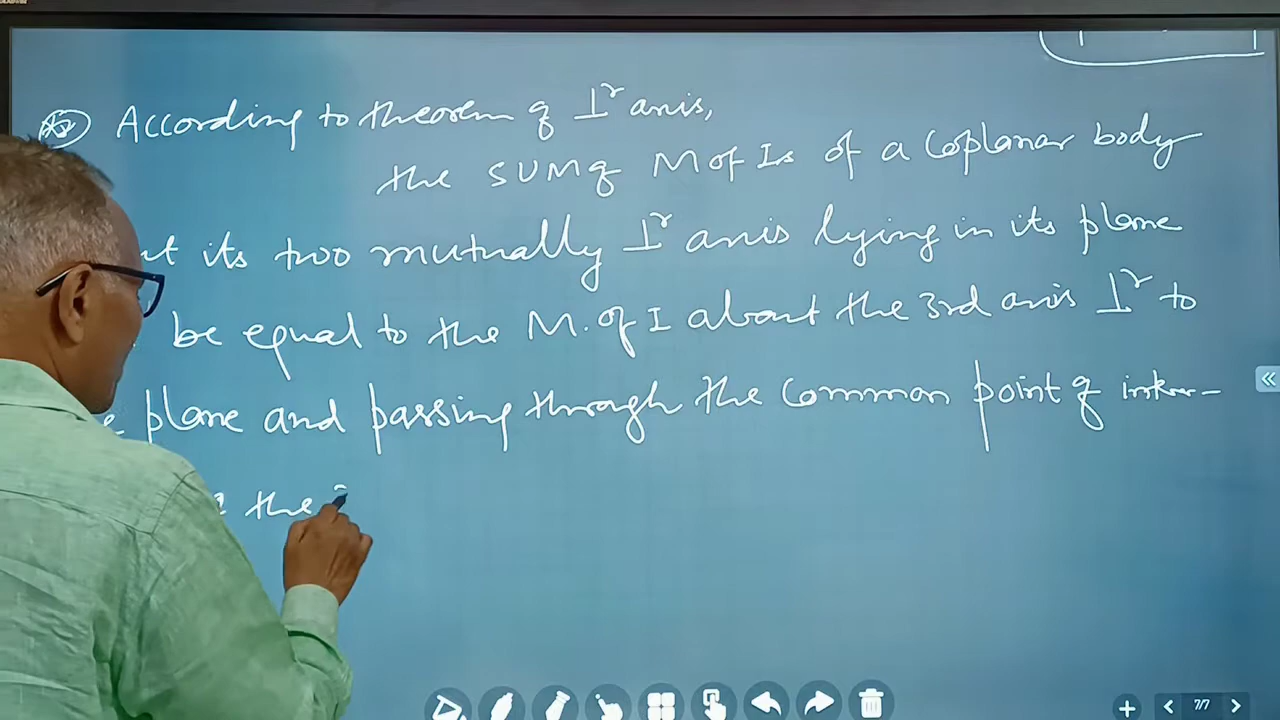 According to theorem of ⊥ʳ axis,
the SUM of M of Is of a Coplanar body
its two mutually ⊥ʳ axis lying in its plane
be equal to the M. of I about the 3rd axis ⊥ʳ to
plane and passing through the common point of inter-
the
7/7